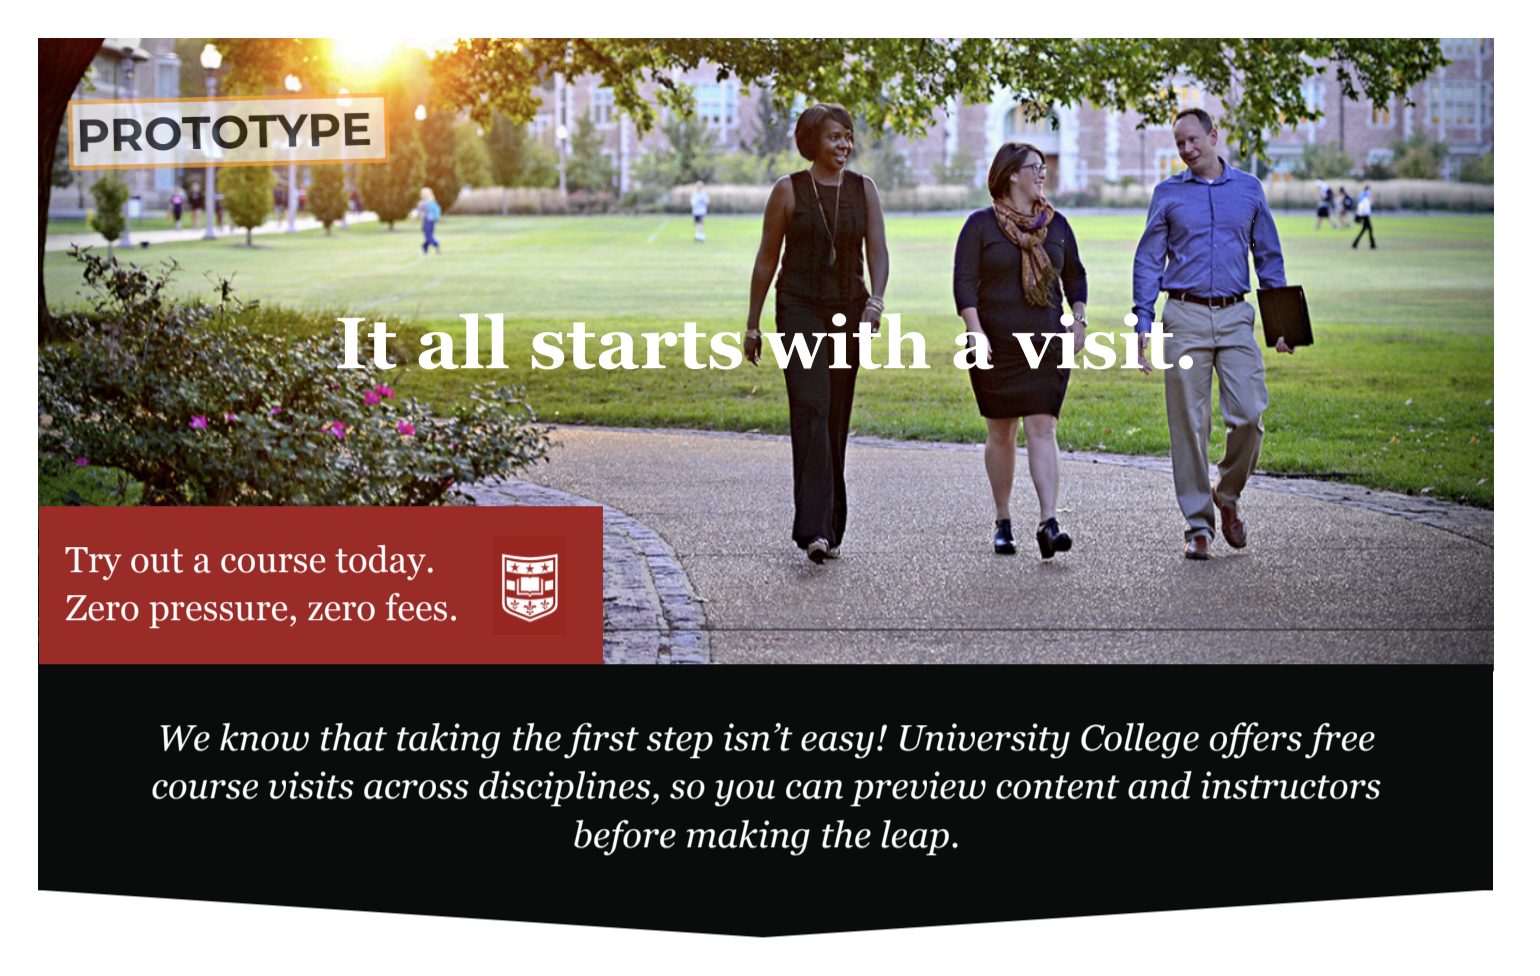 PROTOTYPE
It all starts with a visit.
Try out a course today.
Zero pressure, zero fees.
We know that taking the first step isn’t easy! University College offers free
course visits across disciplines, so you can preview content and instructors
before making the leap.